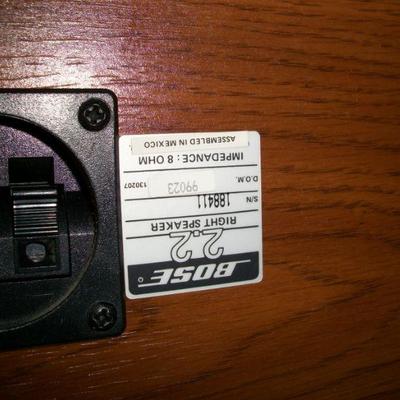 BOSE
2.2
RIGHT SPEAKER
S/N 188411
D.O.M. 99023 130207
IMPEDANCE : 8 OHM
ASSEMBLED IN MEXICO